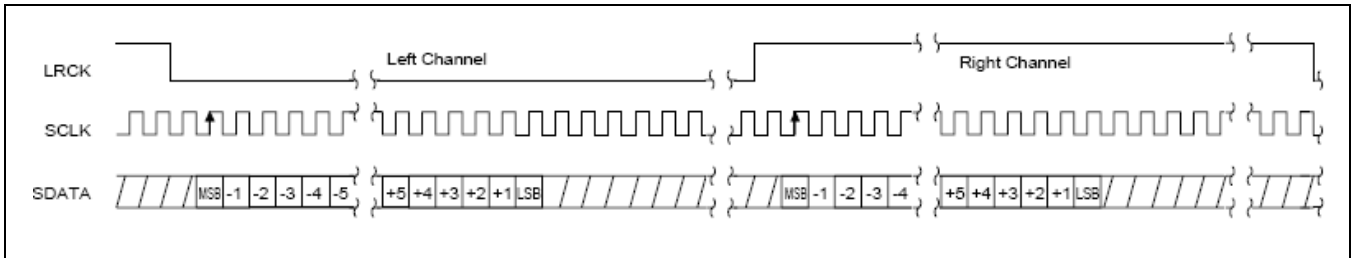 LRCK Left Channel Right Channel
SCLK
SDATA MSB -1 -2 -3 -4 -5 +5 +4 +3 +2 +1 LSB MSB -1 -2 -3 -4 +5 +4 +3 +2 +1 LSB